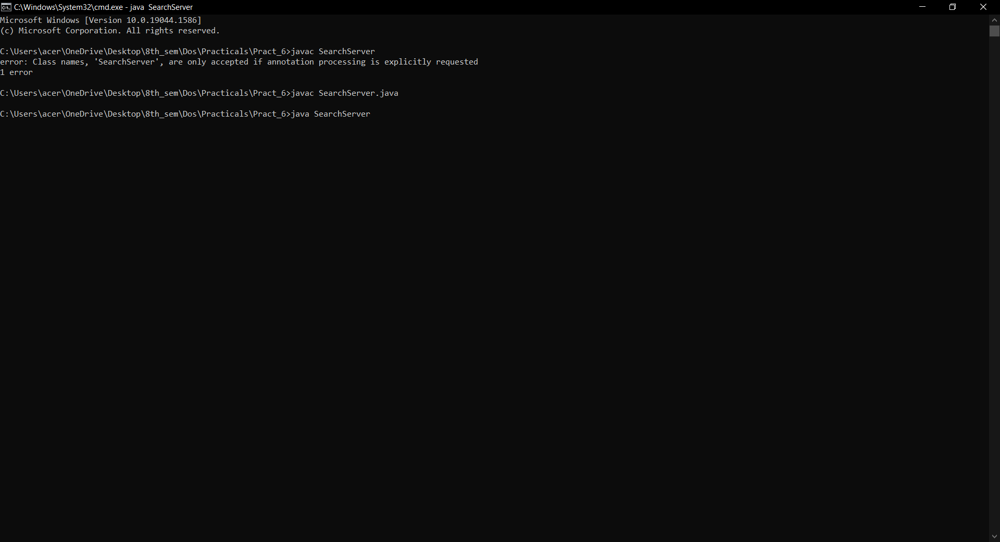 C:\Windows\System32\cmd.exe - java  SearchServer
Microsoft Windows [Version 10.0.19044.1586]
(c) Microsoft Corporation. All rights reserved.
C:\Users\acer\OneDrive\Desktop\8th_sem\Dos\Practicals\Pract_6>javac SearchServer
error: Class names, 'SearchServer', are only accepted if annotation processing is explicitly requested
1 error
C:\Users\acer\OneDrive\Desktop\8th_sem\Dos\Practicals\Pract_6>javac SearchServer.java
C:\Users\acer\OneDrive\Desktop\8th_sem\Dos\Practicals\Pract_6>java SearchServer